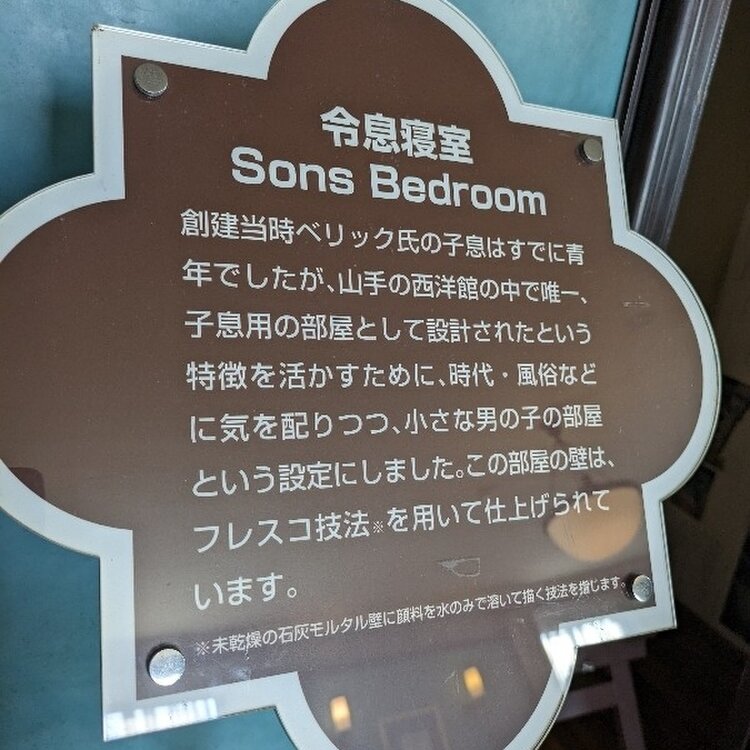 令息寝室
Sons Bedroom
創建当時ベリック氏の子息はすでに青
年でしたが、山手の西洋館の中で唯一、
子息用の部屋として設計されたという
特徴を活かすために、時代・風俗など
に気を配りつつ、小さな男の子の部屋
という設定にしました。この部屋の壁は、
フレスコ技法※を用いて仕上げられて
います。
※未乾燥の石灰モルタル壁に顔料を水のみで溶いて描く技法を指します。